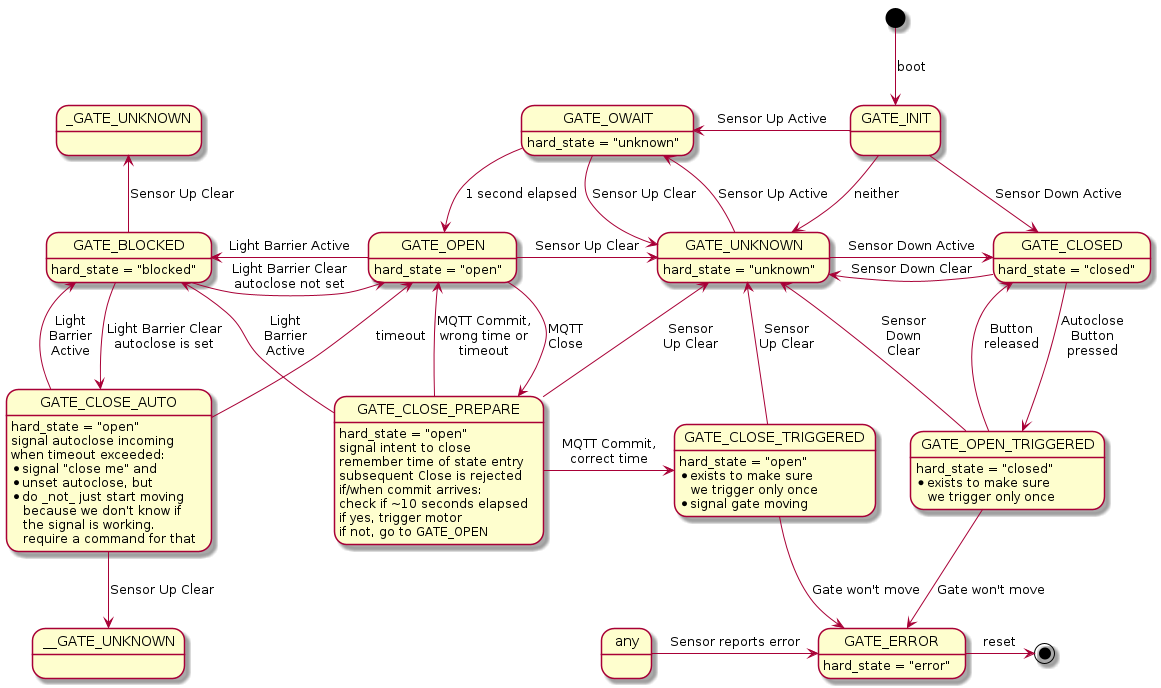 boot
_GATE_UNKNOWN
GATE_OWAIT
hard_state = "unknown"
Sensor Up Active
GATE_INIT
Sensor Up Clear
1 second elapsed
Sensor Up Clear
Sensor Up Active
neither
Sensor Down Active
GATE_BLOCKED
hard_state = "blocked"
Light Barrier Active
Light Barrier Clear
autoclose not set
GATE_OPEN
hard_state = "open"
Sensor Up Clear
GATE_UNKNOWN
hard_state = "unknown"
Sensor Down Active
Sensor Down Clear
GATE_CLOSED
hard_state = "closed"
Light
Barrier
Active
Light Barrier Clear
autoclose is set
Light
Barrier
Active
timeout
MQTT Commit,
wrong time or
timeout
MQTT
Close
Sensor
Up Clear
Sensor
Up Clear
Sensor
Down
Clear
Button
released
Autoclose
Button
pressed
GATE_CLOSE_AUTO
hard_state = "open"
signal autoclose incoming
when timeout exceeded:
• signal "close me" and
• unset autoclose, but
• do _not_ just start moving
because we don't know if
the signal is working.
require a command for that
GATE_CLOSE_PREPARE
hard_state = "open"
signal intent to close
remember time of state entry
subsequent Close is rejected
if/when commit arrives:
check if ~10 seconds elapsed
if yes, trigger motor
if not, go to GATE_OPEN
MQTT Commit,
correct time
GATE_CLOSE_TRIGGERED
hard_state = "open"
• exists to make sure
we trigger only once
• signal gate moving
GATE_OPEN_TRIGGERED
hard_state = "closed"
• exists to make sure
we trigger only once
Sensor Up Clear
Gate won't move
Gate won't move
__GATE_UNKNOWN
any
Sensor reports error
GATE_ERROR
hard_state = "error"
reset